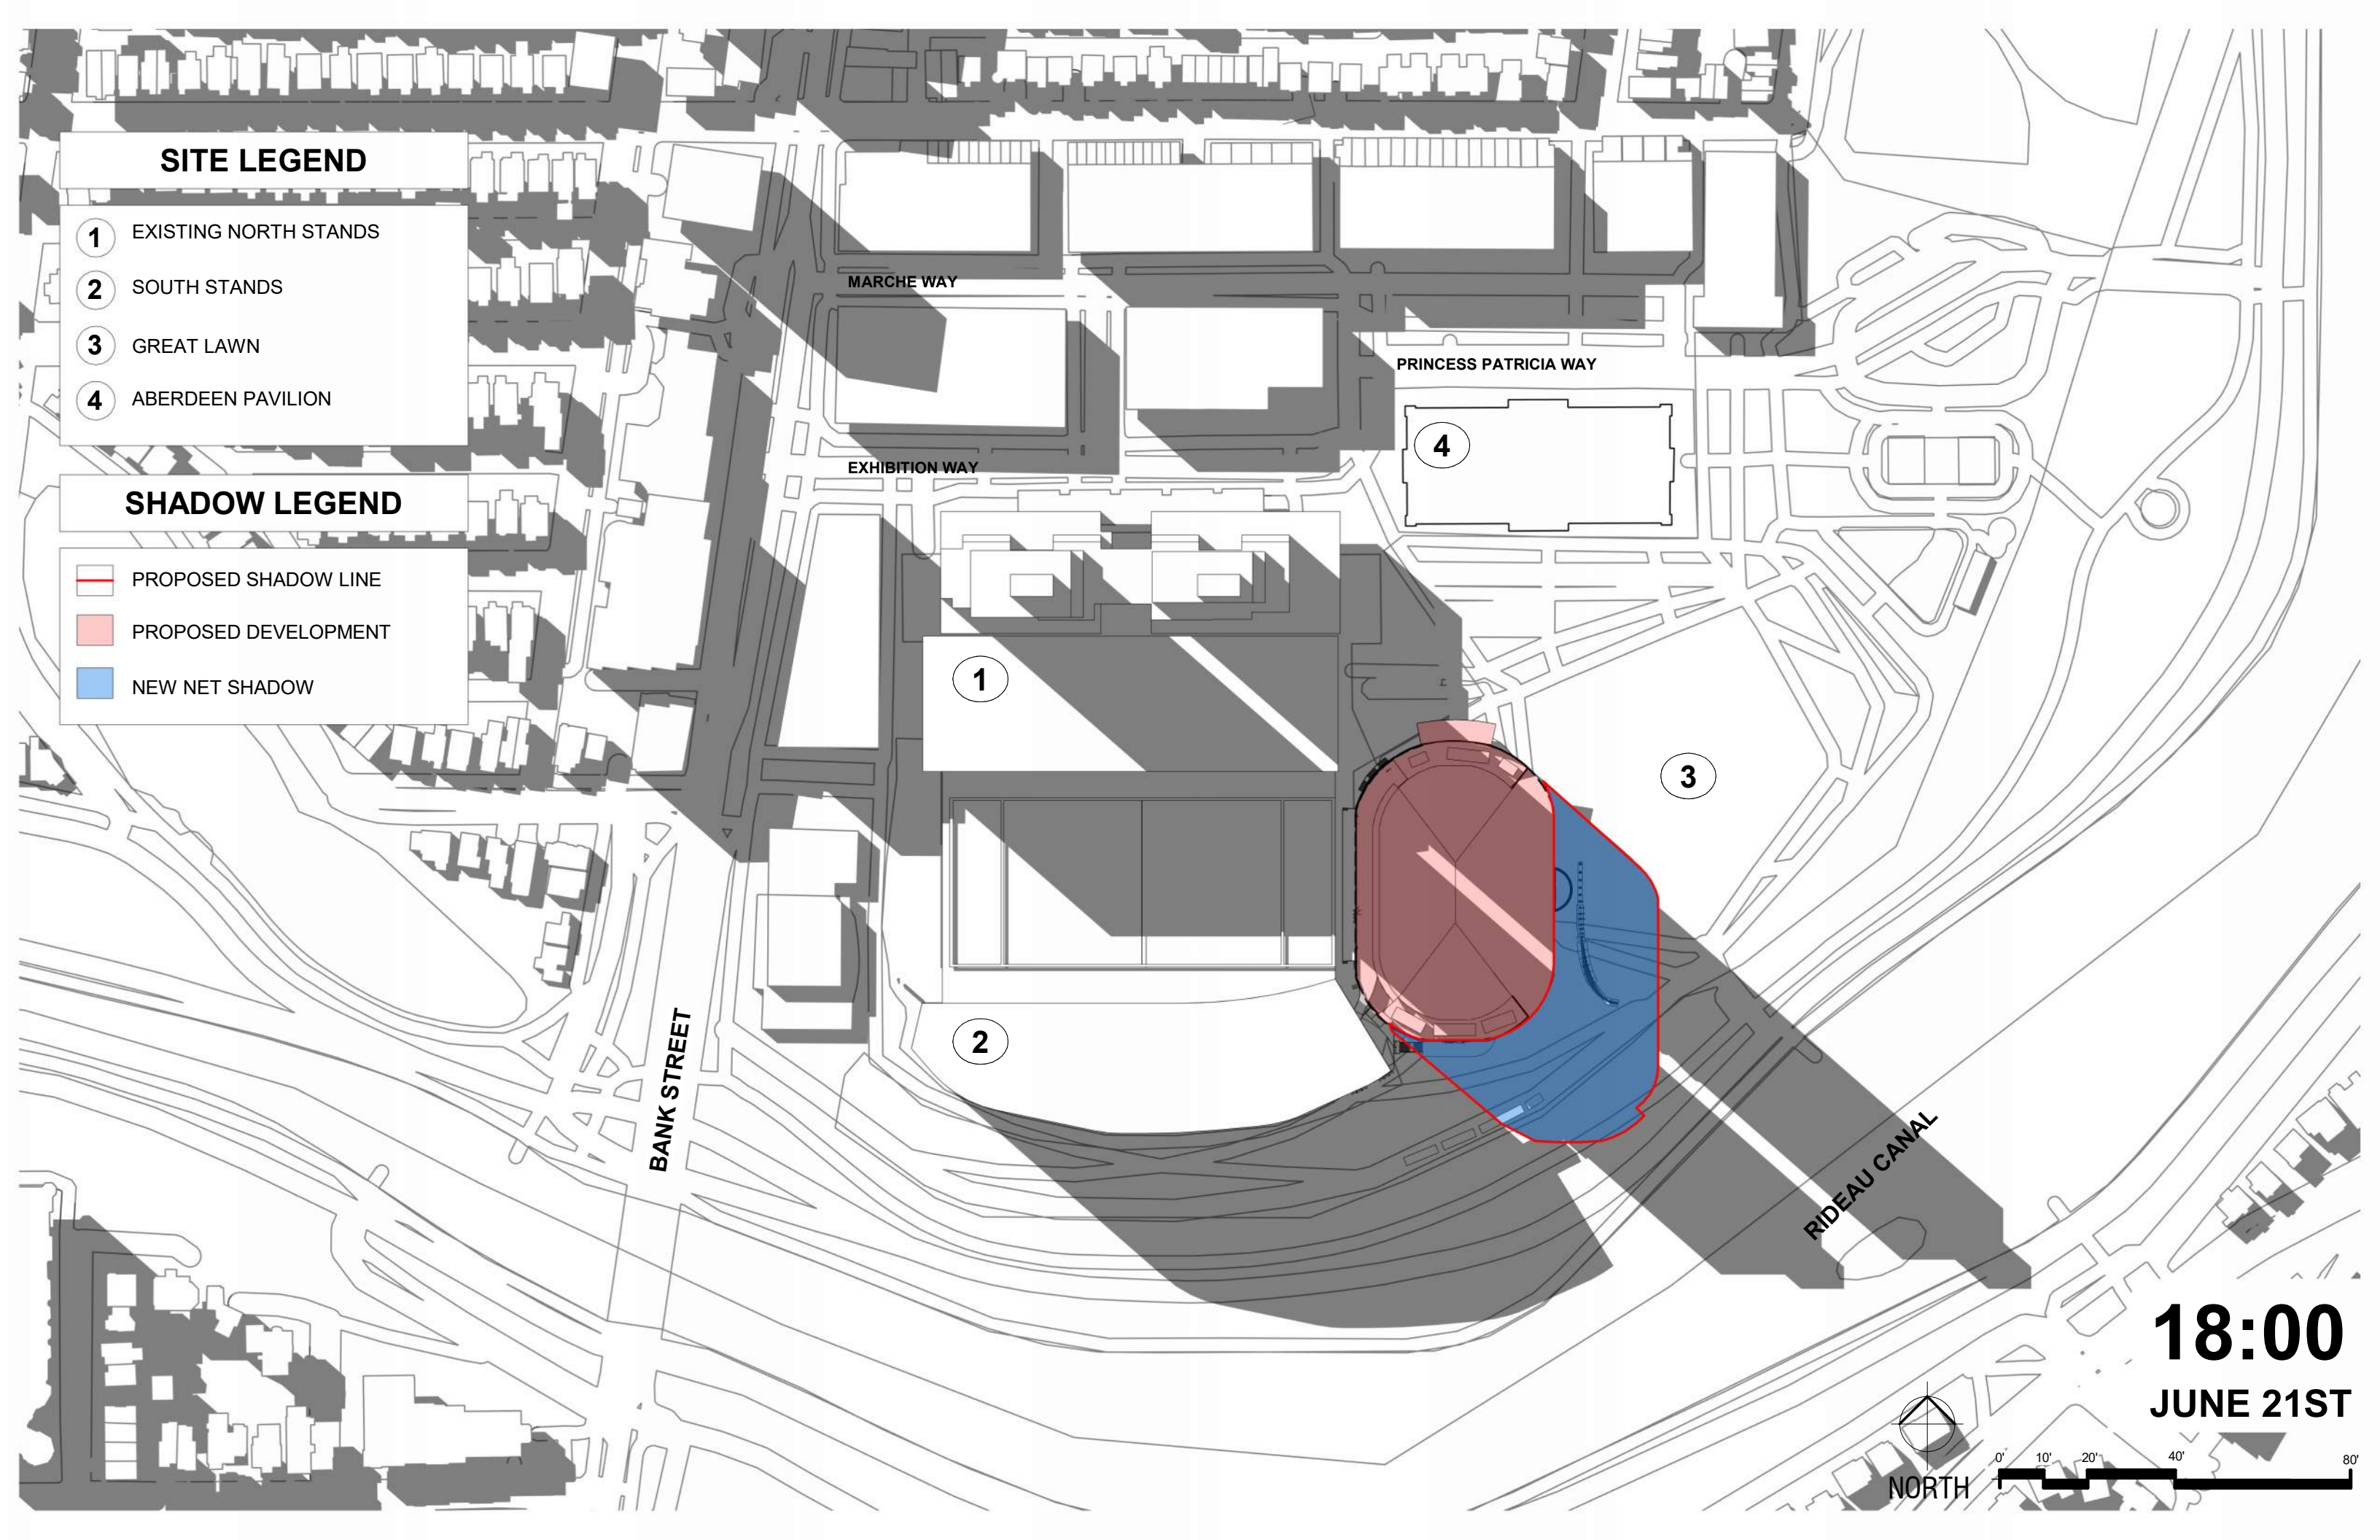 SITE LEGEND
1 EXISTING NORTH STANDS
2 SOUTH STANDS
3 GREAT LAWN
4 ABERDEEN PAVILION
SHADOW LEGEND
PROPOSED SHADOW LINE
PROPOSED DEVELOPMENT
NEW NET SHADOW
MARCHE WAY
PRINCESS PATRICIA WAY
4
EXHIBITION WAY
1
3
2
BANK STREET
RIDEAU CANAL
18:00
JUNE 21ST
NORTH
0' 10' 20' 40' 80'